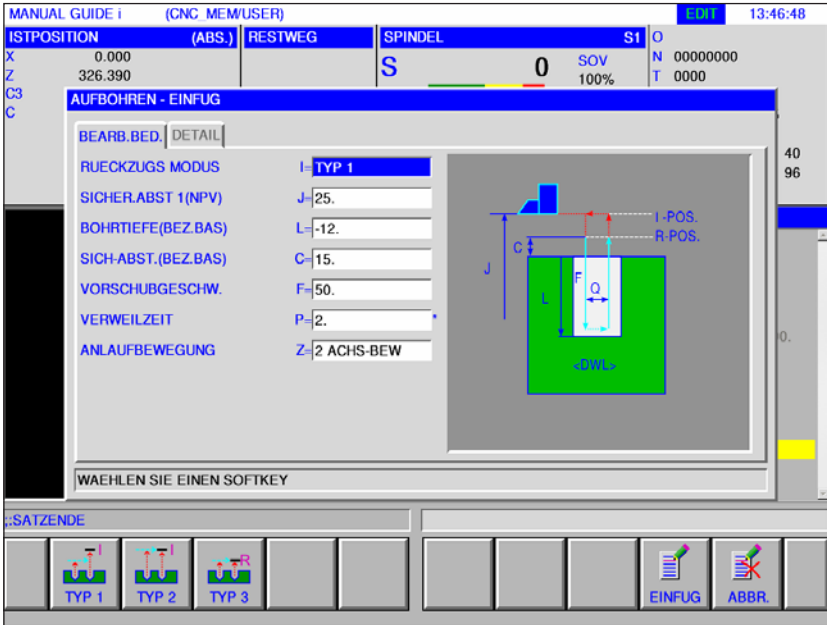 MANUAL GUIDE i (CNC_MEM/USER) EDIT 13:46:48
ISTPOSITION (ABS.) RESTWEG SPINDEL S1 O
X 0.000 N 00000000
Z 326.390 S 0 SOV 100% T 0000
C3
C
AUFBOHREN - EINFUG
BEARB.BED. DETAIL
RUECKZUGS MODUS I= TYP 1
SICHER.ABST 1(NPV) J= 25.
BOHRTIEFE(BEZ.BAS) L= -12.
SICH-ABST.(BEZ.BAS) C= 15.
VORSCHUBGESCHW. F= 50.
VERWEILZEIT P= 2. *
ANLAUFBEWEGUNG Z= 2 ACHS-BEW
I -POS.
R-POS.
C
J
F
Q
L
<DWL>
40
96
00.
WAEHLEN SIE EINEN SOFTKEY
;:SATZENDE
I I R
TYP 1 TYP 2 TYP 3 EINFUG ABBR.